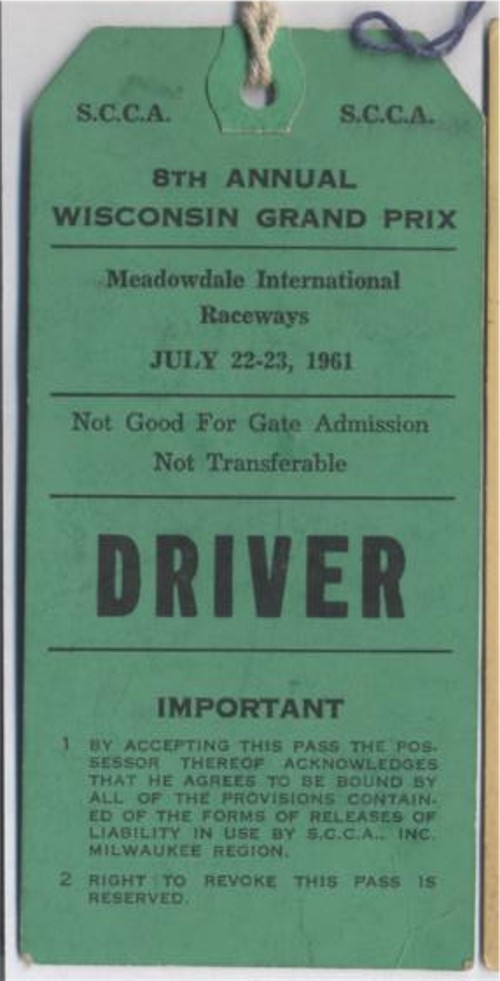 S.C.C.A. S.C.C.A.
8TH ANNUAL
WISCONSIN GRAND PRIX
Meadowdale International
Raceways
JULY 22-23, 1961
Not Good For Gate Admission
Not Transferable
DRIVER
IMPORTANT
1 BY ACCEPTING THIS PASS THE POS-
SESSOR THEREOF ACKNOWLEDGES
THAT HE AGREES TO BE BOUND BY
ALL OF THE PROVISIONS CONTAIN-
ED OF THE FORMS OF RELEASES OF
LIABILITY IN USE BY S.C.C.A., INC.
MILWAUKEE REGION.
2 RIGHT TO REVOKE THIS PASS IS
RESERVED.